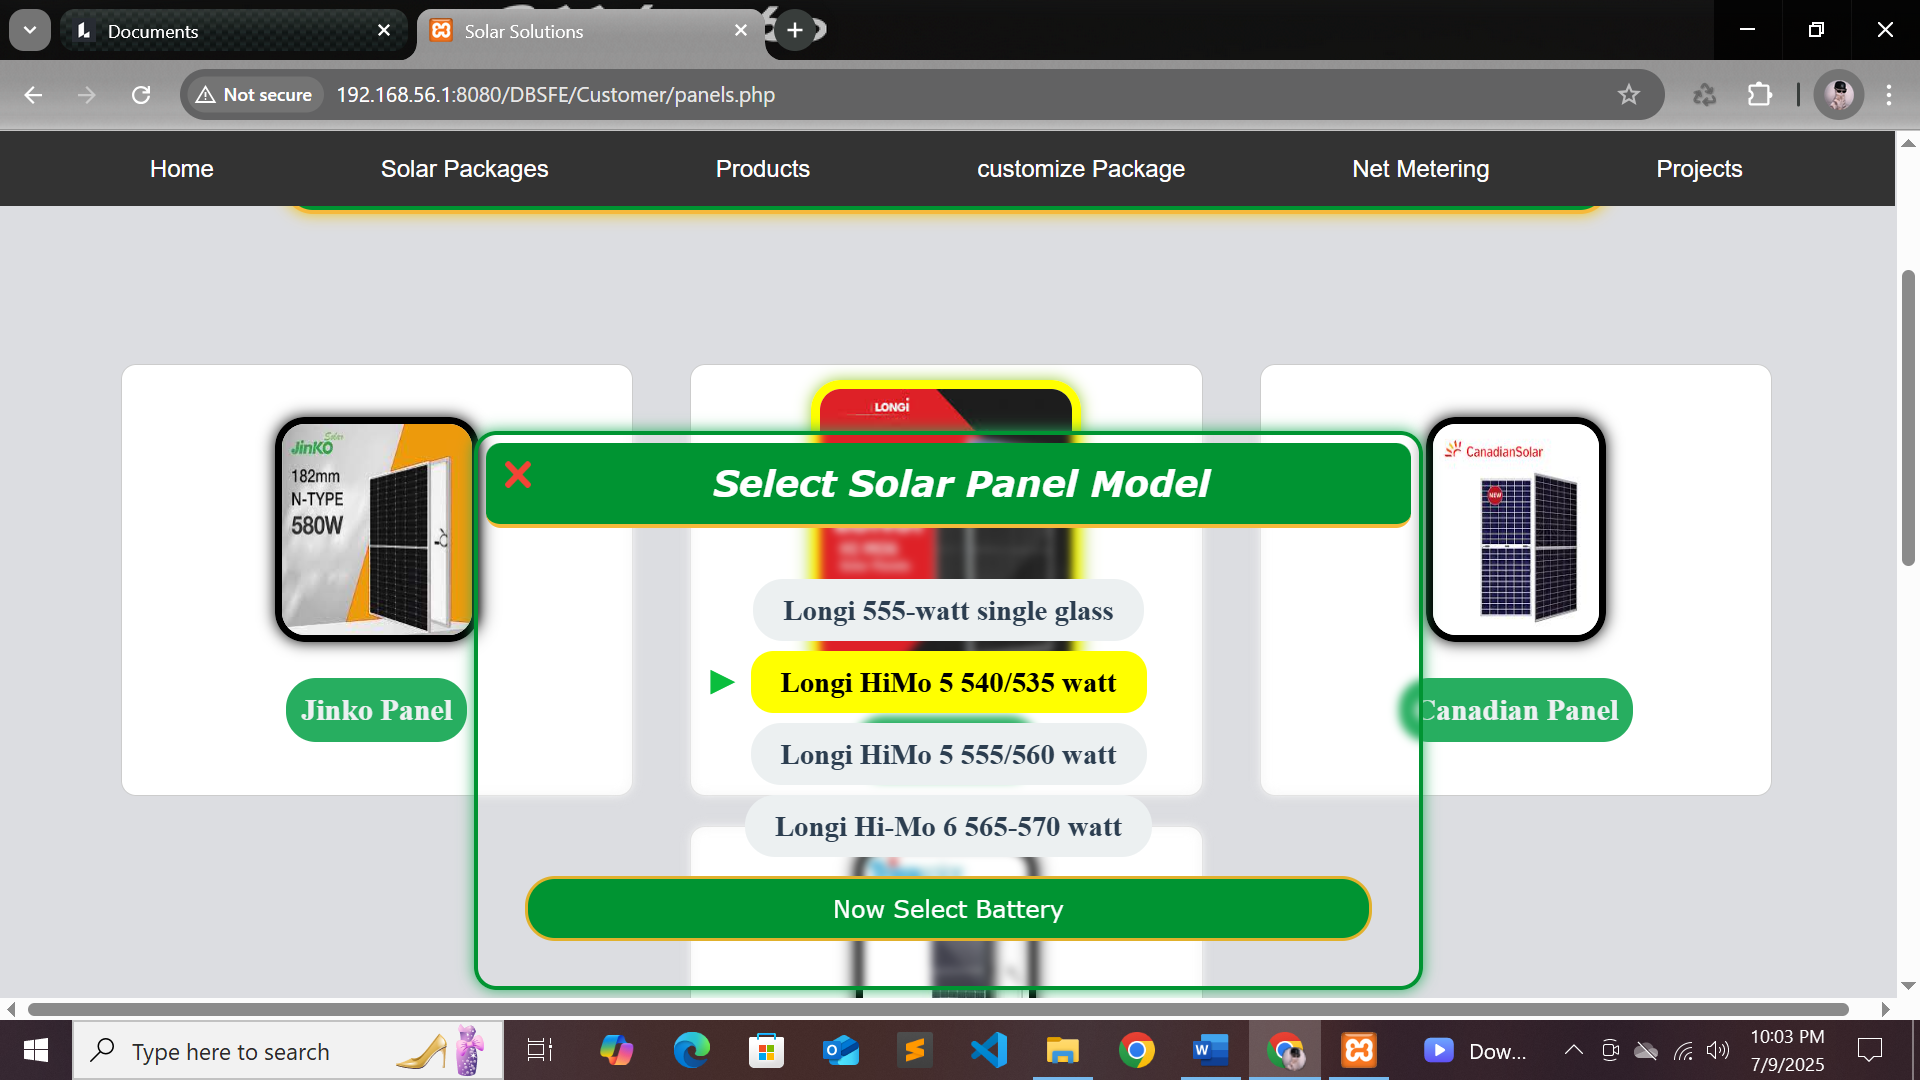 Documents
Solar Solutions
Not secure
192.168.56.1:8080/DBSFE/Customer/panels.php
Home
Solar Packages
Products
customize Package
Net Metering
Projects
LONGI
Jinko
Solar
182mm
N-TYPE
580W
CanadianSolar
NEW
Select Solar Panel Model
Longi 555-watt single glass
Longi HiMo 5 540/535 watt
Longi HiMo 5 555/560 watt
Longi Hi-Mo 6 565-570 watt
Now Select Battery
Jinko Panel
Canadian Panel
Type here to search
Dow...
10:03 PM
7/9/2025